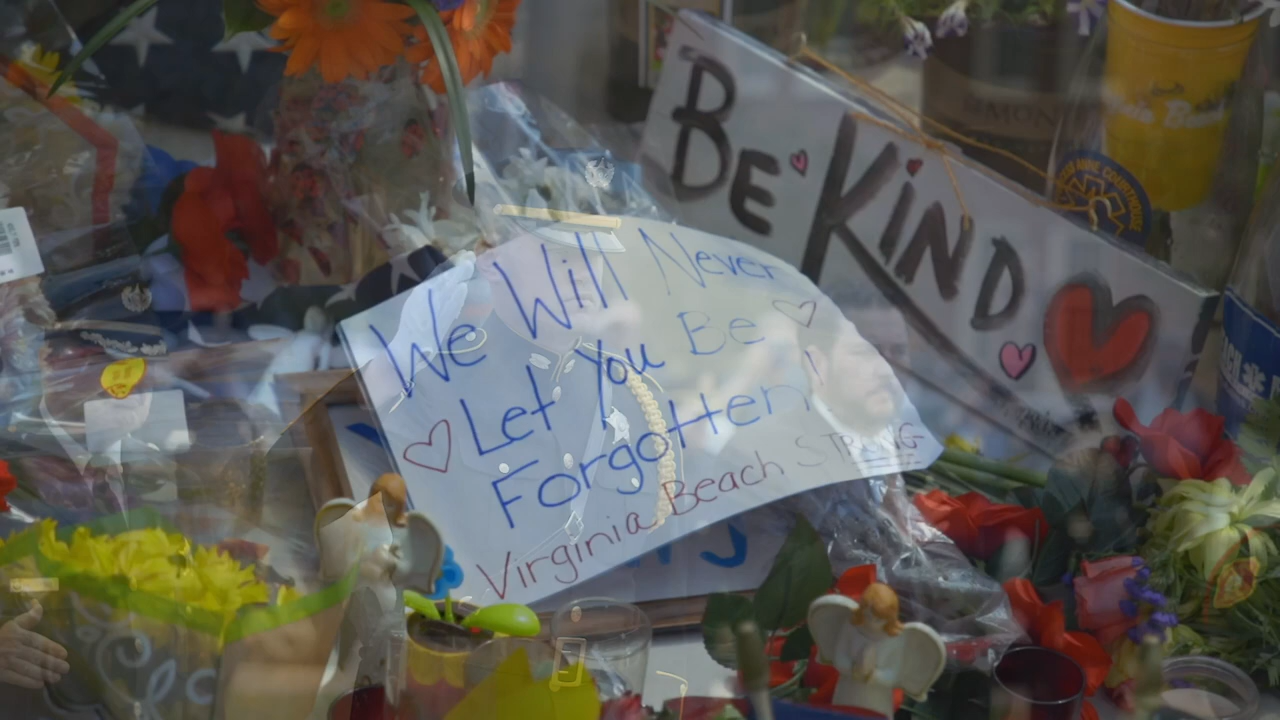 BE KIND
We Will Never
Let You Be
Forgotten!
Virginia Beach STRONG